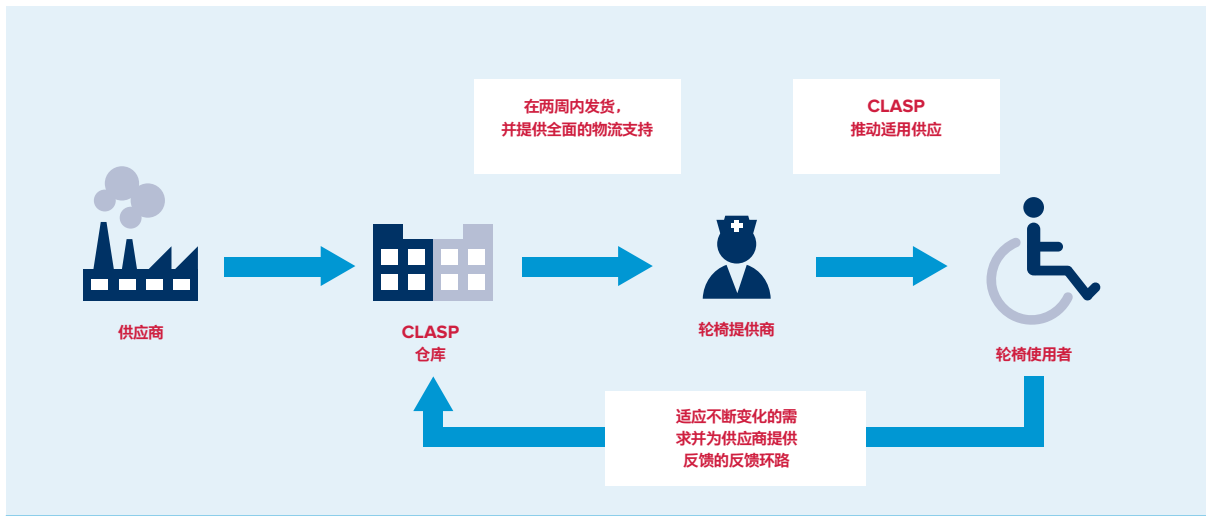 在两周内发货，
并提供全面的物流支持
CLASP
推动适用供应
供应商
CLASP
仓库
轮椅提供商
轮椅使用者
适应不断变化的需
求并为供应商提供
反馈的反馈环路